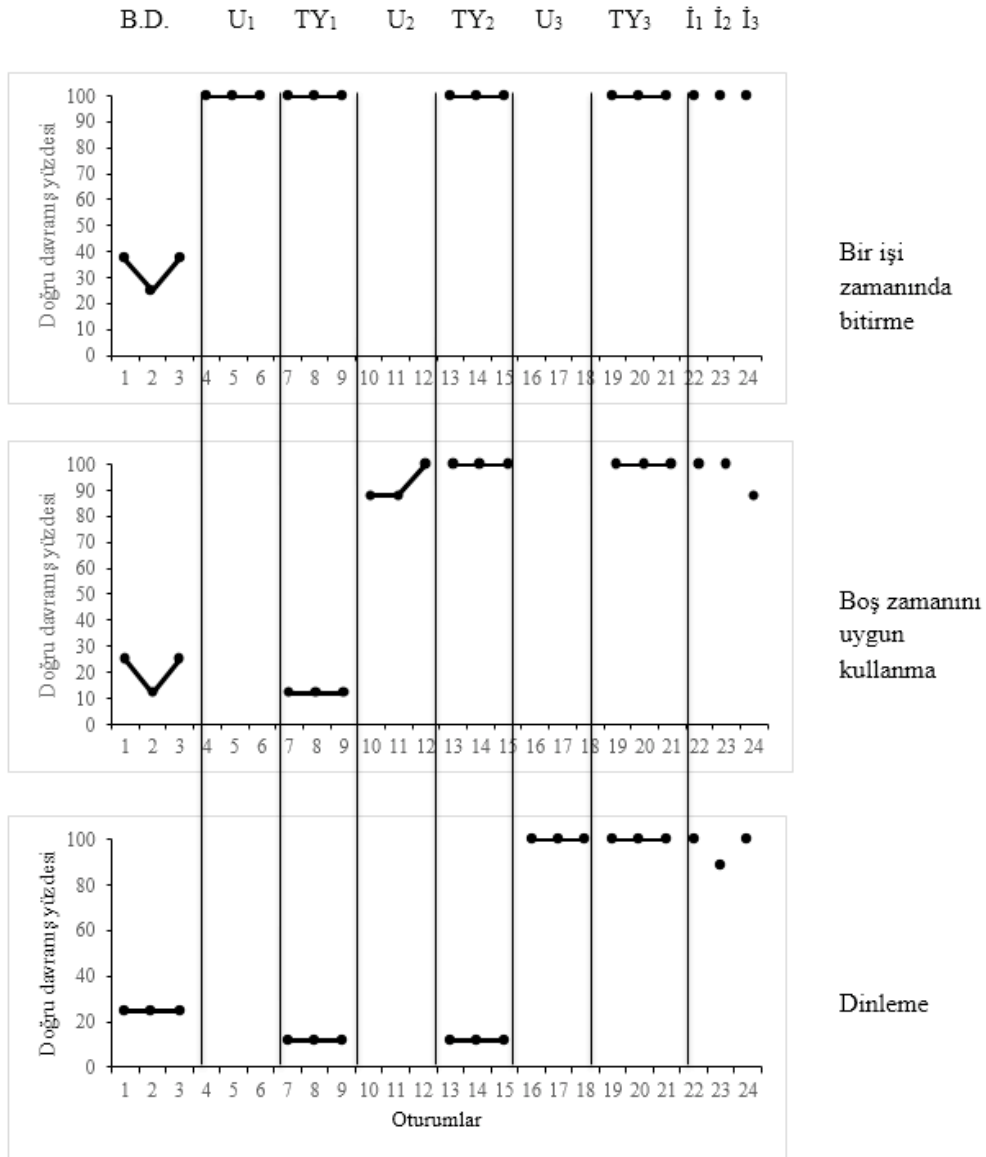 B.D. U1 TY1 U2 TY2 U3 TY3 İ1 İ2 İ3
Doğru davranış yüzdesi
100
90
80
70
60
50
40
30
20
10
0
1 2 3 4 5 6 7 8 9 10 11 12 13 14 15 16 17 18 19 20 21 22 23 24
Bir işi
zamanında
bitirme
Doğru davranış yüzdesi
100
90
80
70
60
50
40
30
20
10
0
1 2 3 4 5 6 7 8 9 10 11 12 13 14 15 16 17 18 19 20 21 22 23 24
Boş zamanını
uygun
kullanma
Doğru davranış yüzdesi
100
80
60
40
20
0
1 2 3 4 5 6 7 8 9 10 11 12 13 14 15 16 17 18 19 20 21 22 23 24
Oturumlar
Dinleme